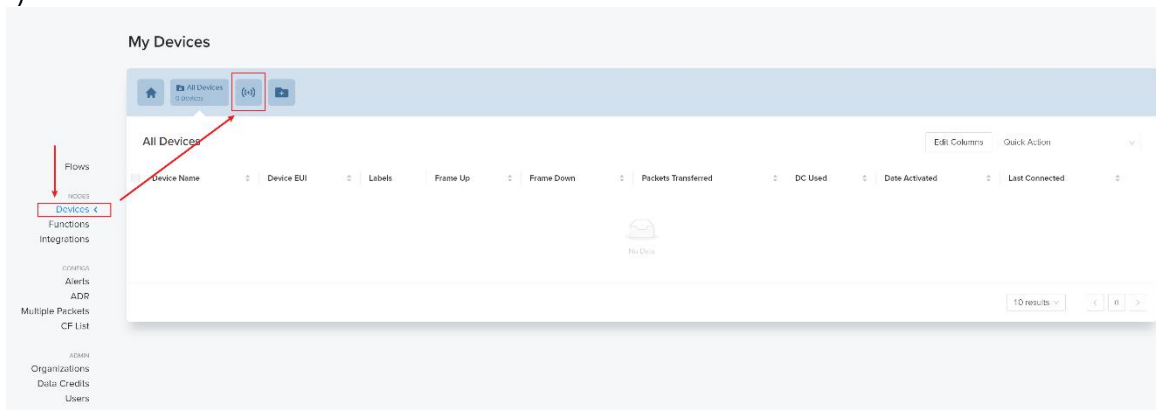 My Devices
All Devices
0 Devices
All Devices
Edit Columns
Quick Action
Device Name
Device EUI
Labels
Frame Up
Frame Down
Packets Transferred
DC Used
Date Activated
Last Connected
No Data
10 results
0
Flows
NODES
Devices
Functions
Integrations
CONFIGS
Alerts
ADR
Multiple Packets
CF List
ADMIN
Organizations
Data Credits
Users